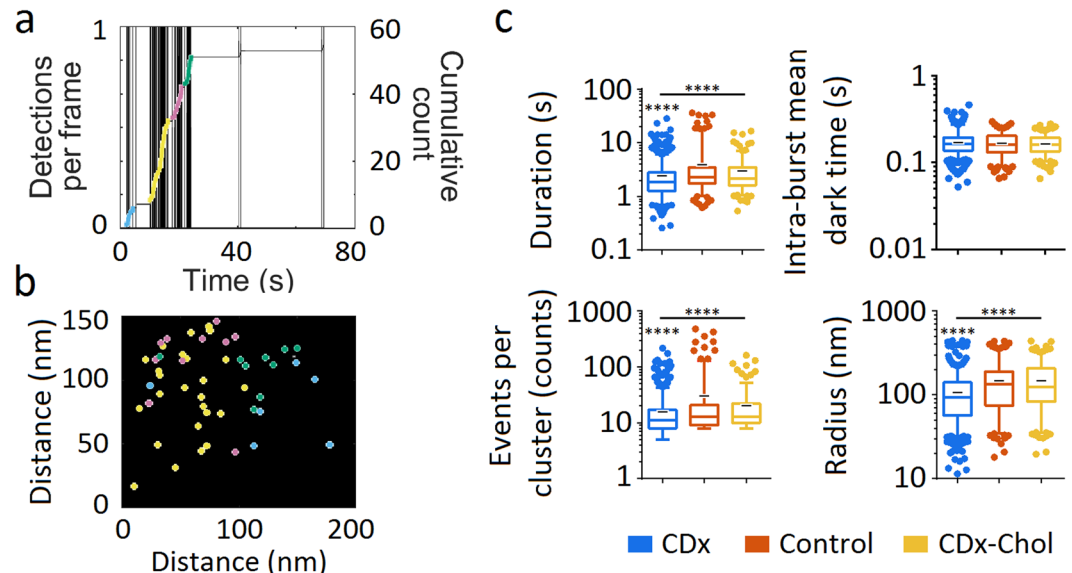 a
1
0
Detections
per frame
60
40
20
0
Cumulative
count
0
40
80
Time (s)
b
150
100
50
0
Distance (nm)
0
100
200
Distance (nm)
c
Duration (s)
100
10
1
0.1
****
****
Intra-burst mean
dark time (s)
1
0.1
0.01
Events per
cluster (counts)
1000
100
10
1
****
****
Radius (nm)
1000
100
10
****
****
CDx
Control
CDx-Chol